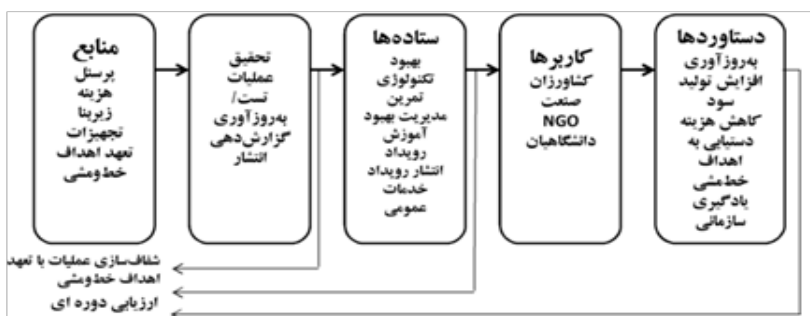 منابع
پرسنل
هزینه
زیربنا
تجهیزات
تعهد اهداف
خط‌ومشی
تحقیق
عملیات
تست/
به‌روزآوری
گزارش‌دهی
انتشار
ستاده‌ها
بهبود
تکنولوژی
تمرین
مدیریت بهبود
آموزش
رویداد
انتشار رویداد
خدمات
عمومی
کاربرها
کشاورزان
صنعت
NGO
دانشگاهیان
دستاوردها
به‌روزآوری
افزایش تولید
سود
کاهش هزینه
دستیابی به
اهداف
خط‌مشی
یادگیری
سازمانی
شفاف‌سازی عملیات با تعهد
اهداف خط‌ومشی
ارزیابی دوره ای